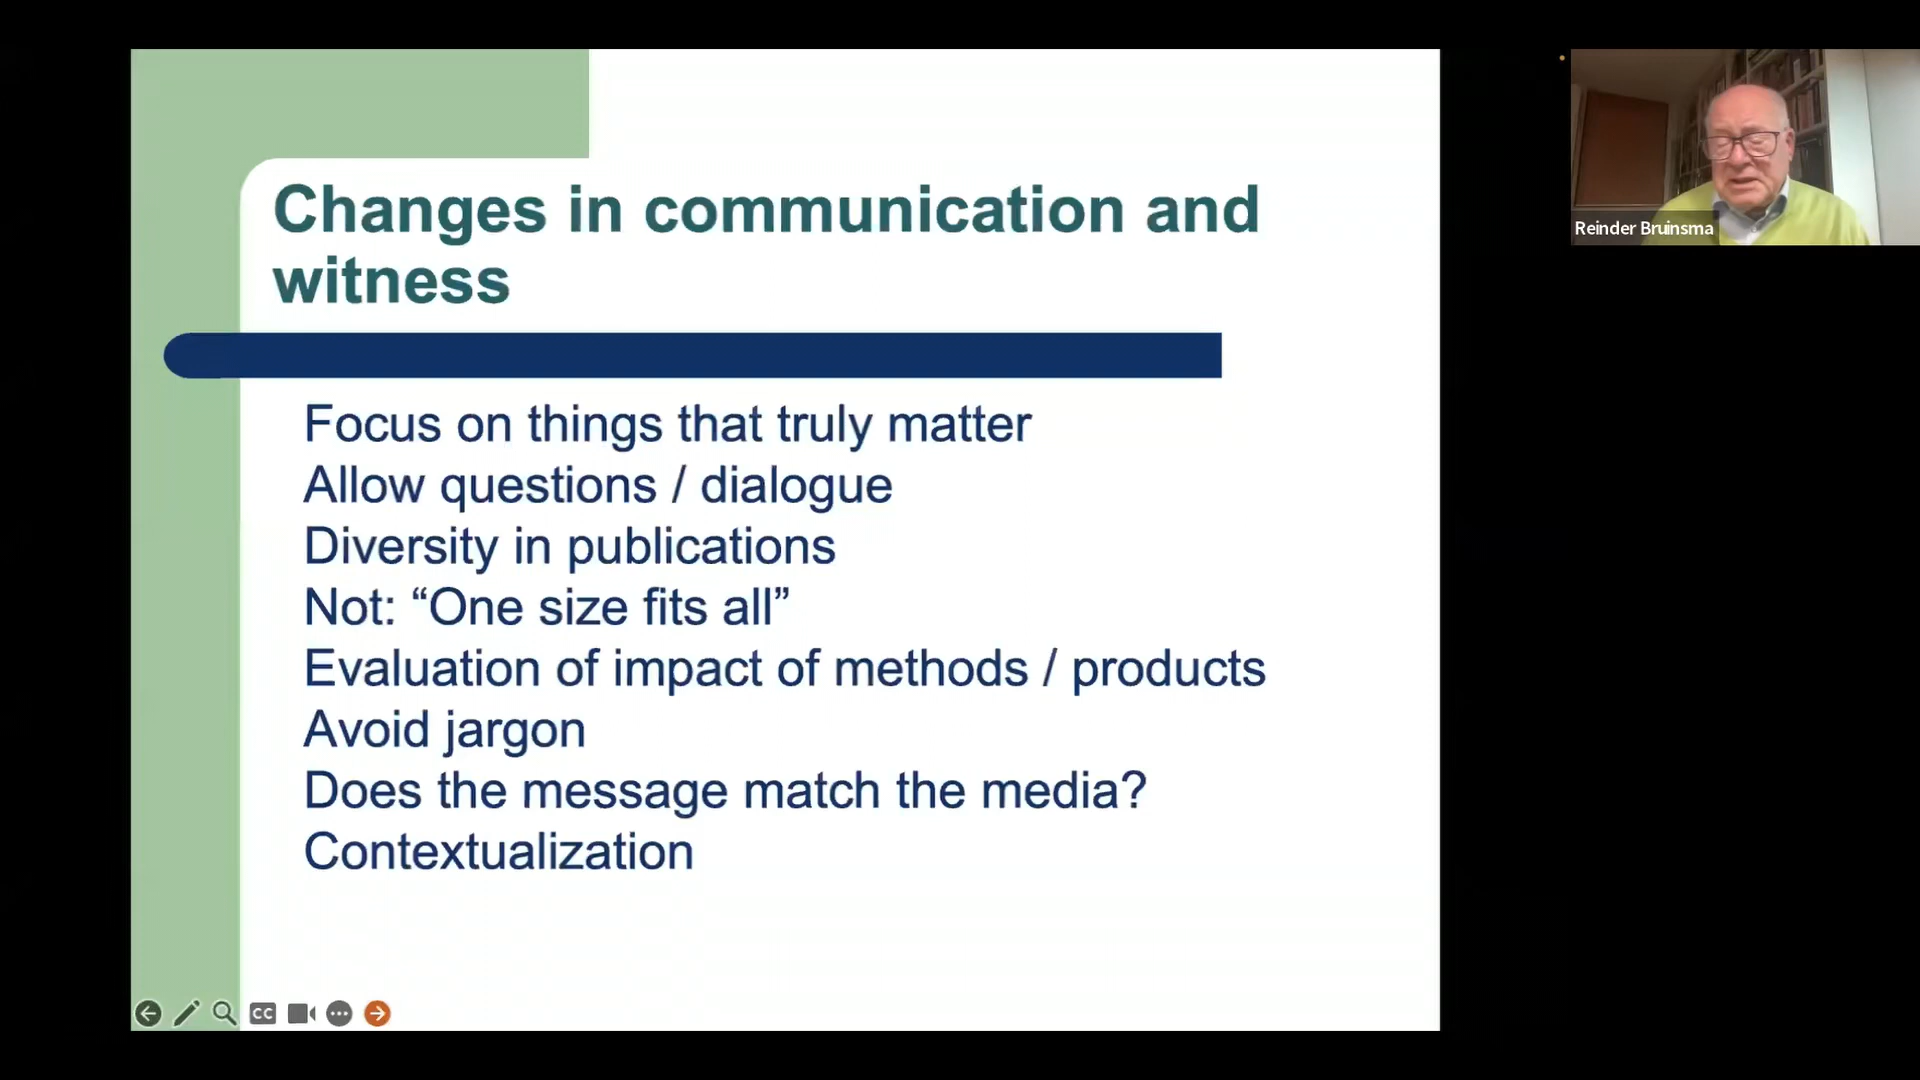 Changes in communication and
witness
Focus on things that truly matter
Allow questions / dialogue
Diversity in publications
Not: “One size fits all”
Evaluation of impact of methods / products
Avoid jargon
Does the message match the media?
Contextualization
CC
Reinder Bruinsma